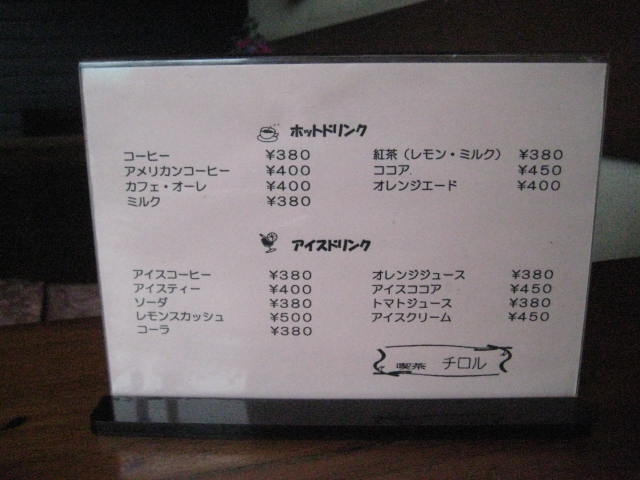 ホットドリンク
コーヒー ¥380 紅茶（レモン・ミルク） ¥380
アメリカンコーヒー ¥400 ココア ¥450
カフェ・オーレ ¥400 オレンジエード ¥400
ミルク ¥380
アイスドリンク
アイスコーヒー ¥380 オレンジジュース ¥380
アイスティー ¥400 アイスココア ¥450
ソーダ ¥380 トマトジュース ¥380
レモンスカッシュ ¥500 アイスクリーム ¥450
コーラ ¥380
喫茶 チロル